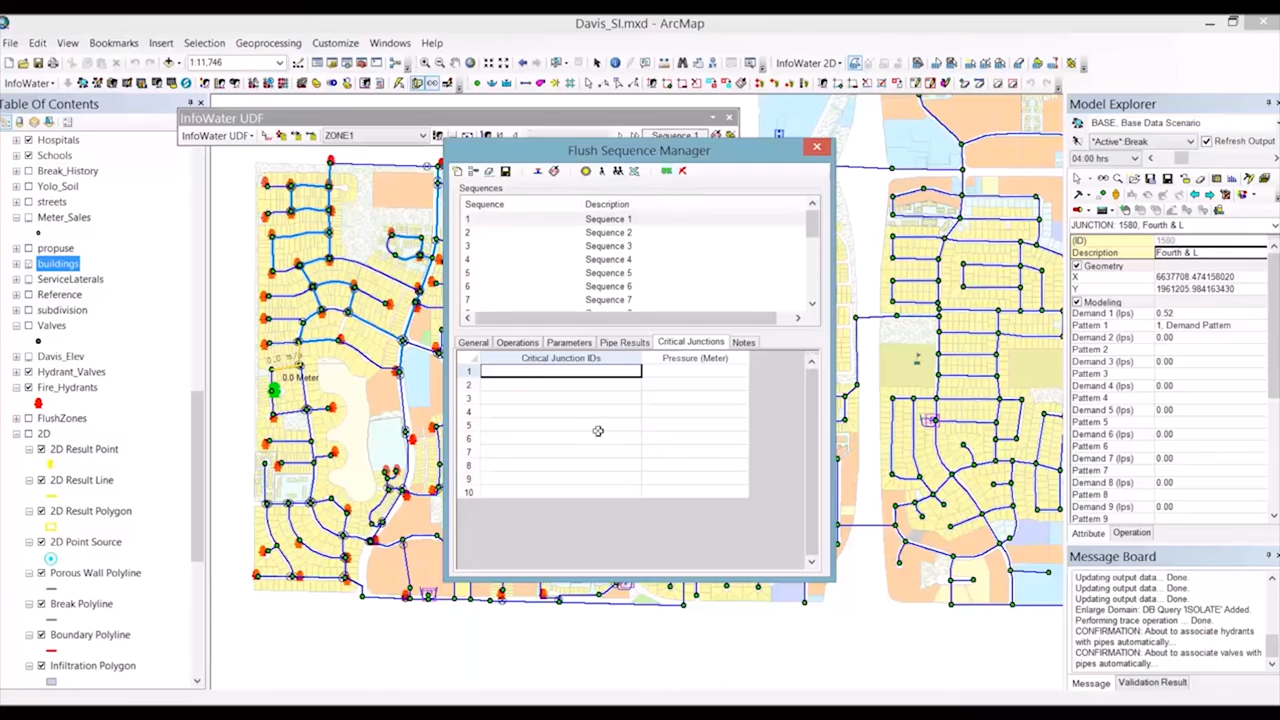 Davis_SI.mxd - ArcMap
File Edit View Bookmarks Insert Selection Geoprocessing Customize Windows Help
1:11,746
InfoWater 2D
InfoWater
Table Of Contents
Hospitals
Schools
Break_History
Yolo_Soil
streets
Meter_Sales
propuse
buildings
ServiceLaterals
Reference
subdivision
Valves
Davis_Elev
Hydrant_Valves
Fire_Hydrants
FlushZones
2D
2D Result Point
2D Result Line
2D Result Polygon
2D Point Source
Porous Wall Polyline
Break Polyline
Boundary Polyline
Infiltration Polygon
InfoWater UDF
InfoWater UDF ZONE1 Sequence 1
0.0 Meter
Flush Sequence Manager
Sequences
Sequence Description
1 Sequence 1
2 Sequence 2
3 Sequence 3
4 Sequence 4
5 Sequence 5
6 Sequence 6
7 Sequence 7
General Operations Parameters Pipe Results Critical Junctions Notes
Critical Junction IDs Pressure (Meter)
1
2
3
4
5
6
7
8
9
10
Model Explorer
BASE, Base Data Scenario
*Active*:Break Refresh Output
04:00 hrs
JUNCTION: 1580, Fourth & L
(ID) 1580
Description Fourth & L
Geometry
X 6637708.474158020
Y 1961205.984163430
Modeling
Demand 1 (lps) 0.52
Pattern 1 1, Demand Pattern
Demand 2 (lps) 0.00
Pattern 2
Demand 3 (lps) 0.00
Pattern 3
Demand 4 (lps) 0.00
Pattern 4
Demand 5 (lps) 0.00
Pattern 5
Demand 6 (lps) 0.00
Pattern 6
Demand 7 (lps) 0.00
Pattern 7
Demand 8 (lps) 0.00
Pattern 8
Demand 9 (lps) 0.00
Pattern 9
Attribute Operation
Message Board
Updating output data... Done.
Updating output data... Done.
Updating output data... Done.
Enlarge Domain: DB Query 'ISOLATE' Added.
Performing trace operation ... Done.
CONFIRMATION: About to associate hydrants
with pipes automatically...
CONFIRMATION: About to associate valves with
pipes automatically...
Message Validation Result